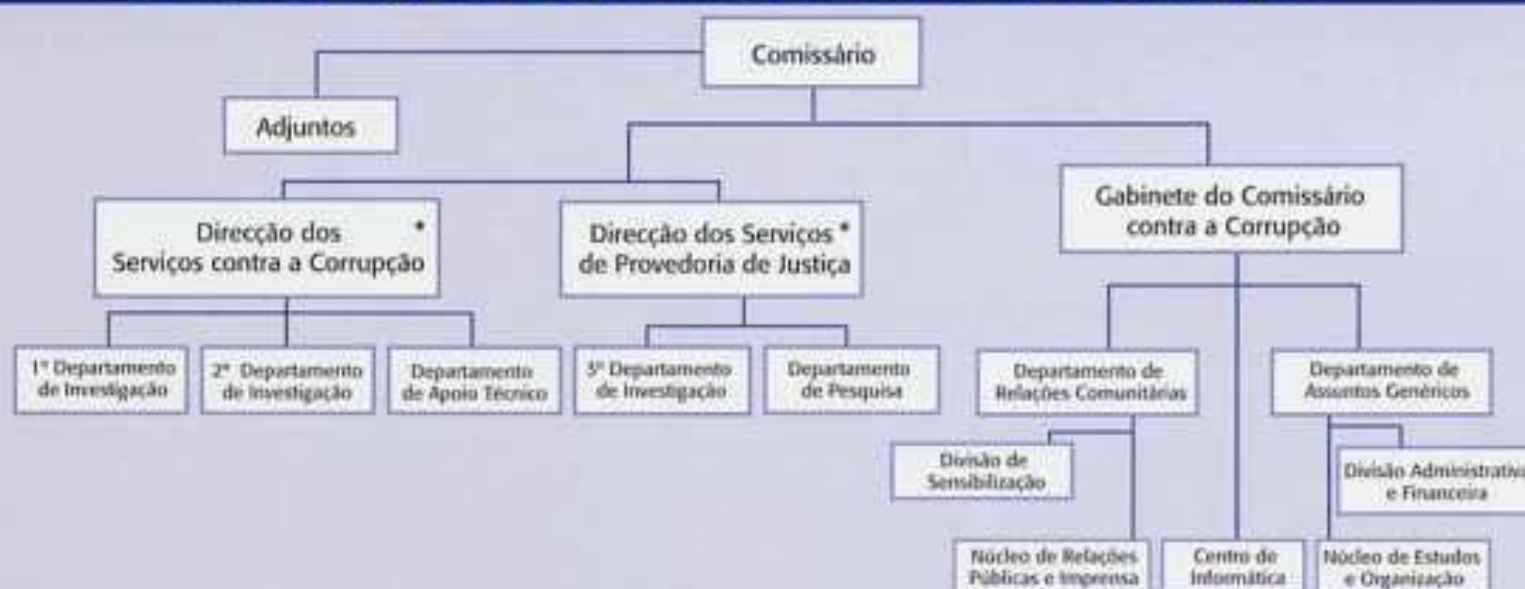 Comissário
Adjuntos
Direcção dos *
Serviços contra a Corrupção
Direcção dos Serviços *
de Provedoria de Justiça
Gabinete do Comissário
contra a Corrupção
1º Departamento
de Investigação
2º Departamento
de Investigação
Departamento
de Apoio Técnico
3º Departamento
de Investigação
Departamento
de Pesquisa
Departamento de
Relações Comunitárias
Departamento de
Assuntos Genéricos
Divisão de
Sensibilização
Divisão Administrativa
e Financeira
Núcleo de Relações
Públicas e Imprensa
Centro de
Informática
Núcleo de Estudos
e Organização